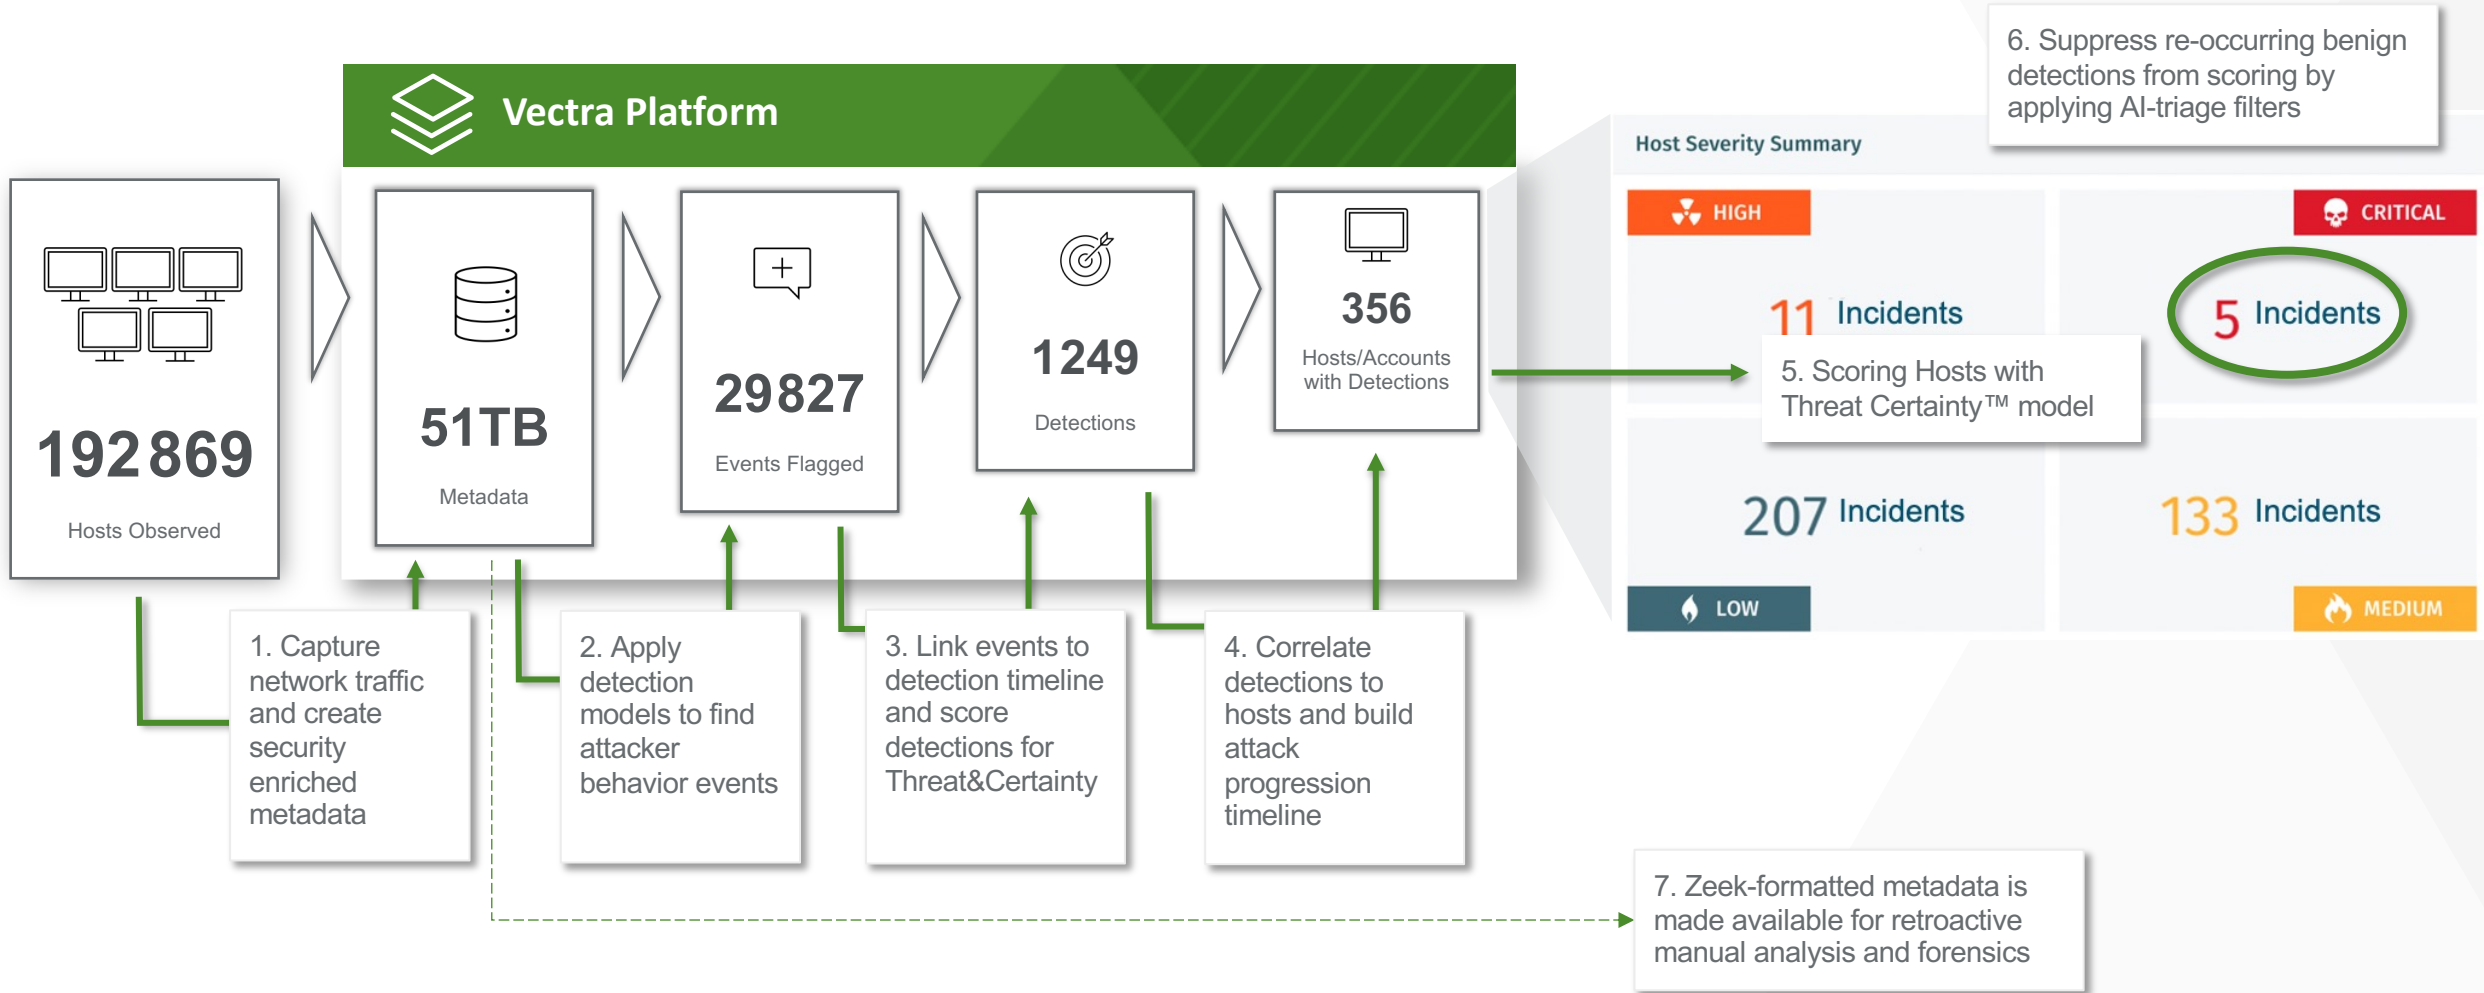 Vectra Platform
192 869
Hosts Observed
51TB
Metadata
29 827
Events Flagged
1249
Detections
356
Hosts/Accounts
with Detections
1. Capture
network traffic
and create
security
enriched
metadata
2. Apply
detection
models to find
attacker
behavior events
3. Link events to
detection timeline
and score
detections for
Threat&Certainty
4. Correlate
detections to
hosts and build
attack
progression
timeline
5. Scoring Hosts with
Threat Certainty™ model
6. Suppress re-occurring benign
detections from scoring by
applying AI-triage filters
Host Severity Summary
HIGH
11 Incidents
CRITICAL
5 Incidents
207 Incidents
LOW
133 Incidents
MEDIUM
7. Zeek-formatted metadata is
made available for retroactive
manual analysis and forensics